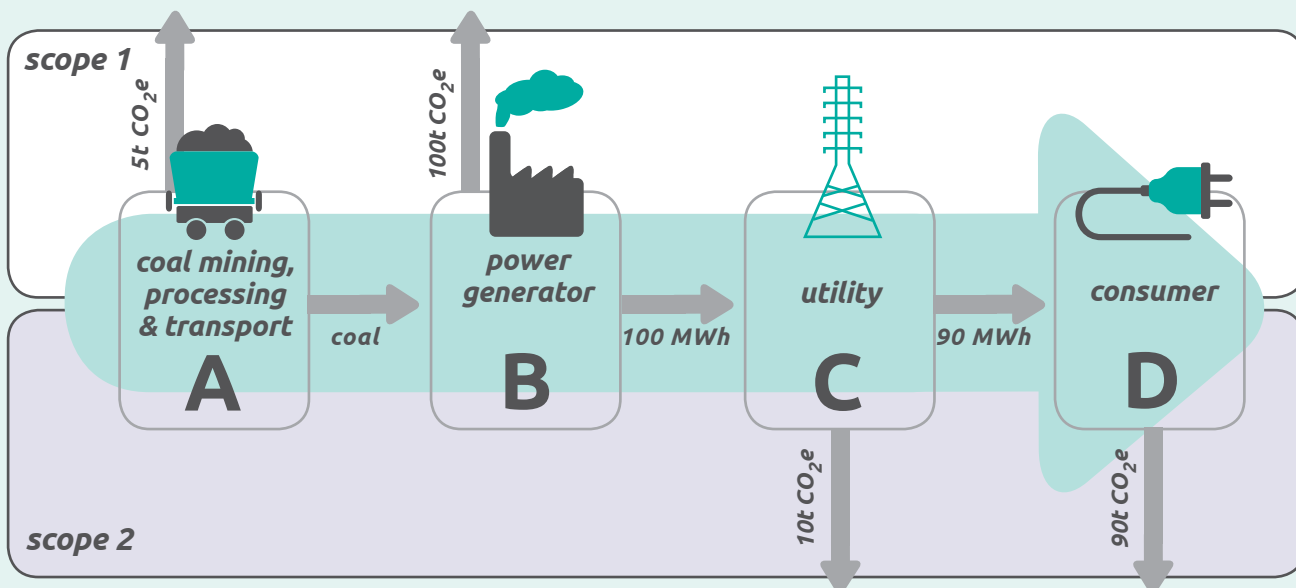 scope 1
5t CO₂e
100t CO₂e
coal mining,
processing
& transport
A
coal
power
generator
B
100 MWh
utility
C
90 MWh
consumer
D
10t CO₂e
90t CO₂e
scope 2